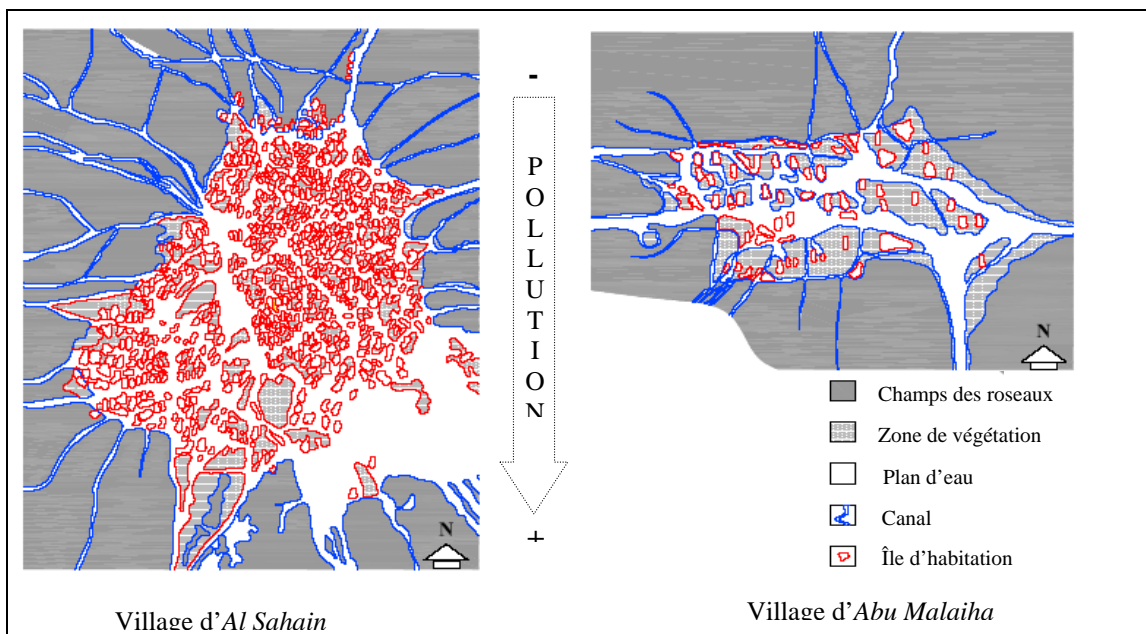 -
P
O
L
L
U
T
I
O
N
+
N
Village d'Al Sahain
N
Champs des roseaux
Zone de végétation
Plan d'eau
Canal
Île d'habitation
Village d'Abu Malaiha